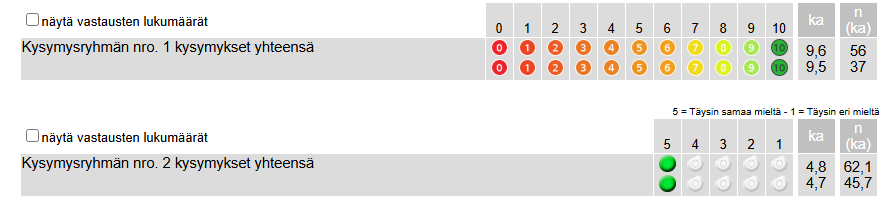 näytä vastausten lukumäärät
0 1 2 3 4 5 6 7 8 9 10 ka n (ka)
Kysymysryhmän nro. 1 kysymykset yhteensä
0 1 2 3 4 5 6 7 8 9 10 9,6 56
0 1 2 3 4 5 6 7 8 9 10 9,5 37
5 = Täysin samaa mieltä - 1 = Täysin eri mieltä
näytä vastausten lukumäärät
5 4 3 2 1 ka n (ka)
Kysymysryhmän nro. 2 kysymykset yhteensä
4,8 62,1
4,7 45,7